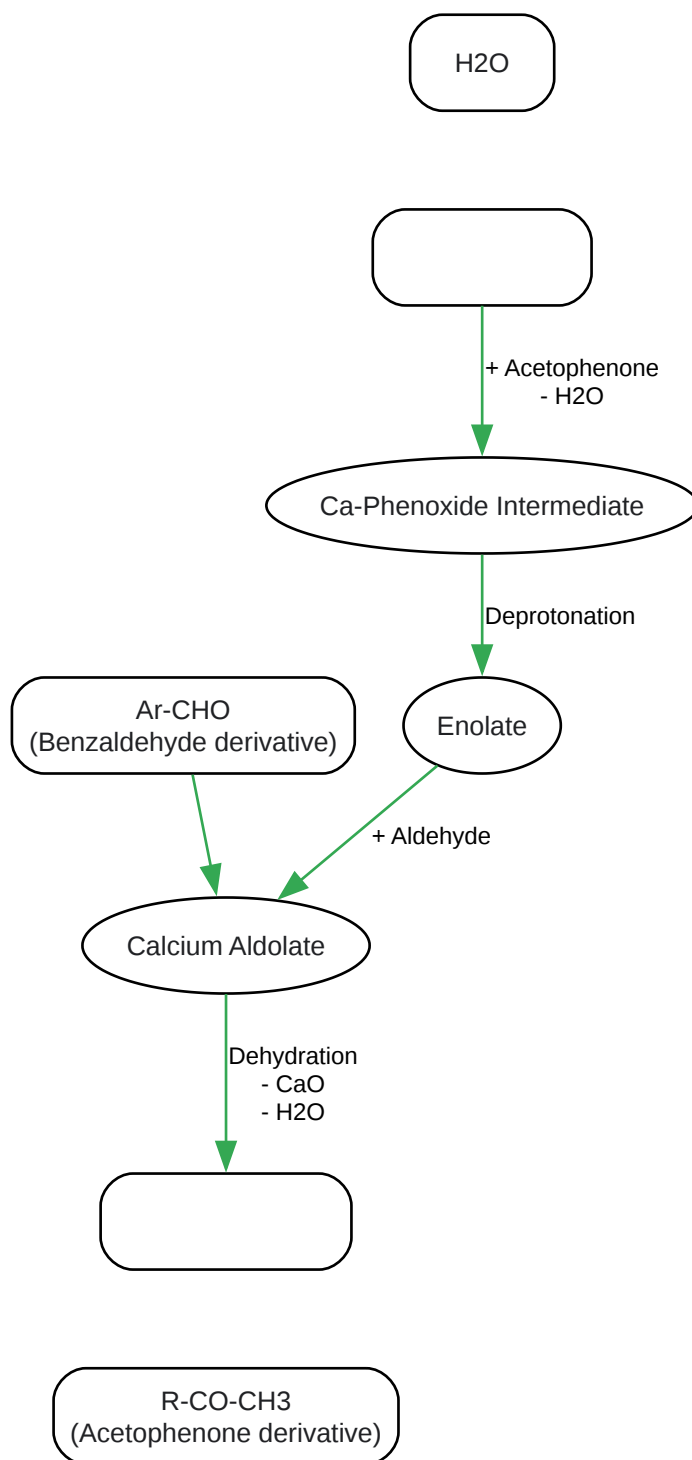 H2O
+ Acetophenone
- H2O
Ca-Phenoxide Intermediate
Deprotonation
Ar-CHO
(Benzaldehyde derivative)
Enolate
+ Aldehyde
Calcium Aldolate
Dehydration
- CaO
- H2O
R-CO-CH3
(Acetophenone derivative)